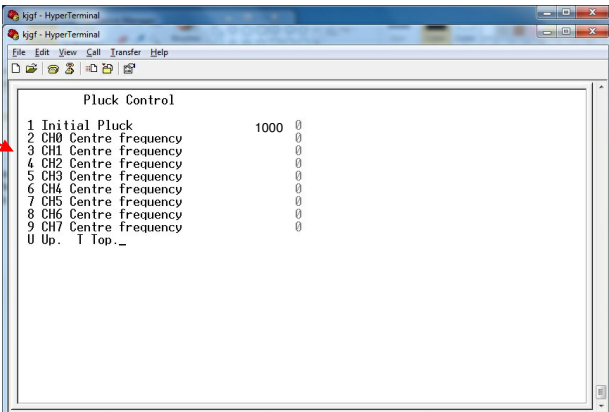 kjgf - HyperTerminal
kjgf - HyperTerminal
File Edit View Call Transfer Help
Pluck Control
1 Initial Pluck 1000 0
2 CH0 Centre frequency 0
3 CH1 Centre frequency 0
4 CH2 Centre frequency 0
5 CH3 Centre frequency 0
6 CH4 Centre frequency 0
7 CH5 Centre frequency 0
8 CH6 Centre frequency 0
9 CH7 Centre frequency 0
U Up. T Top._